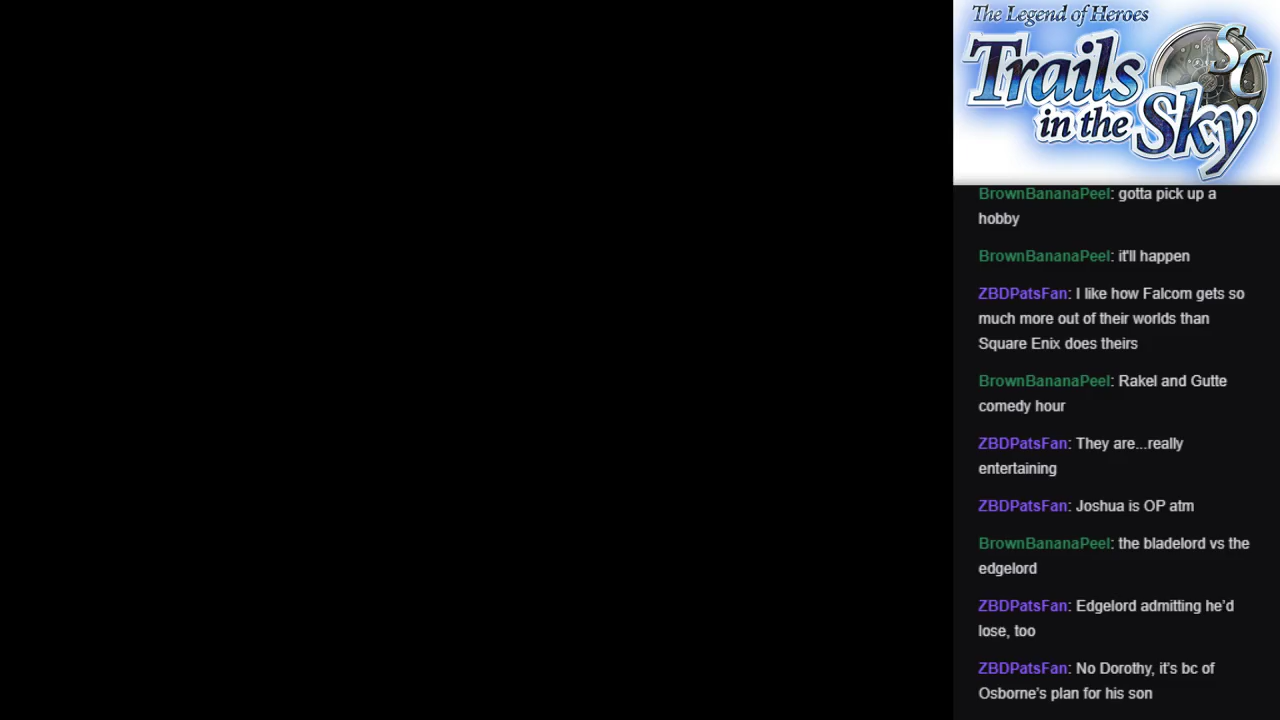 The Legend of Heroes
Trails
in the Sky SC
BrownBananaPeel: gotta pick up a
hobby
BrownBananaPeel: it'll happen
ZBDPatsFan: I like how Falcom gets so
much more out of their worlds than
Square Enix does theirs
BrownBananaPeel: Rakel and Gutte
comedy hour
ZBDPatsFan: They are...really
entertaining
ZBDPatsFan: Joshua is OP atm
BrownBananaPeel: the bladelord vs the
edgelord
ZBDPatsFan: Edgelord admitting he’d
lose, too
ZBDPatsFan: No Dorothy, it’s bc of
Osborne’s plan for his son